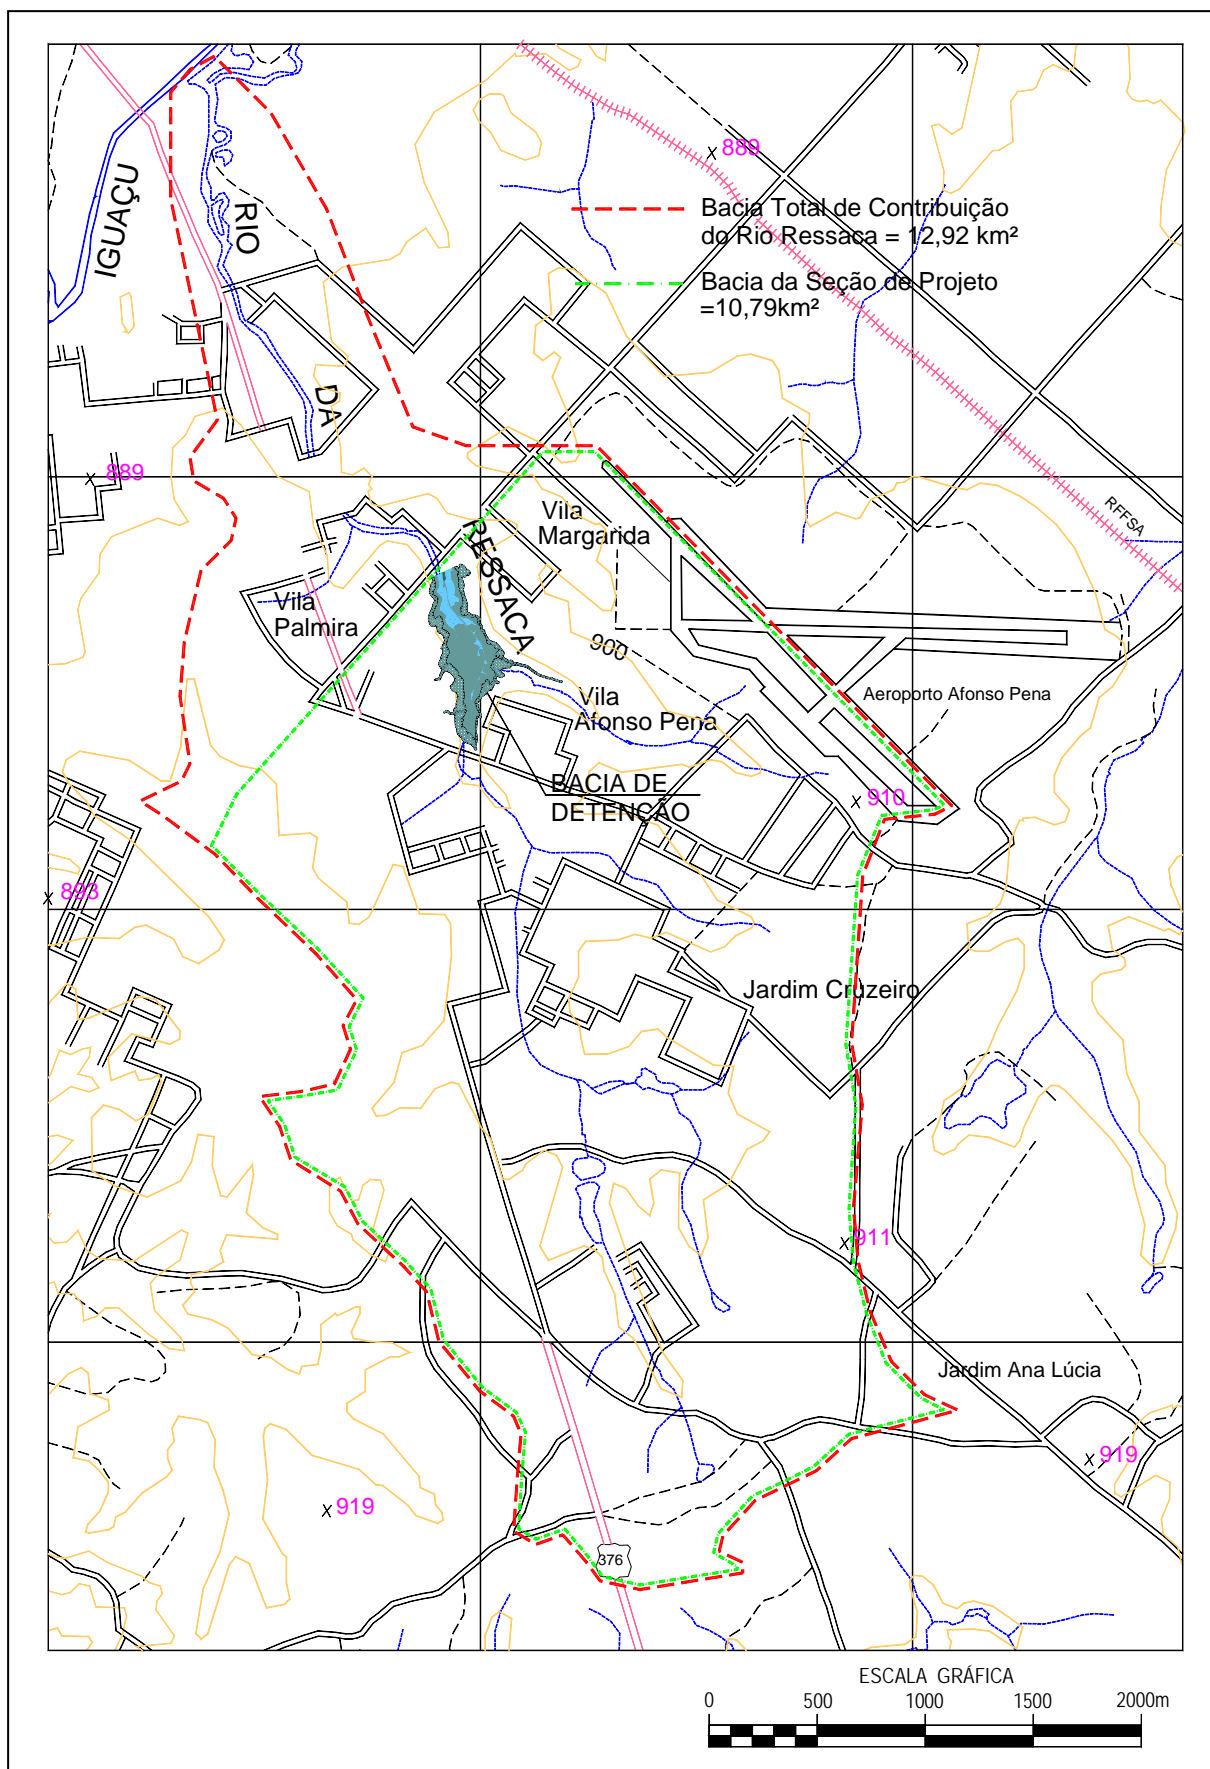 889
IGUAÇU
RIO
Bacia Total de Contribuição
do Rio Ressaca = 12,92 km²
Bacia da Seção de Projeto
=10,79km²
DA
889
RFFSA
RESSACA
Vila
Margarida
Vila
Palmira
900
Aeroporto Afonso Pena
Vila
Afonso Pena
BACIA DE
DETENÇÃO
910
893
Jardim Cruzeiro
911
Jardim Ana Lúcia
919
919
376
ESCALA GRÁFICA
0 500 1000 1500 2000m